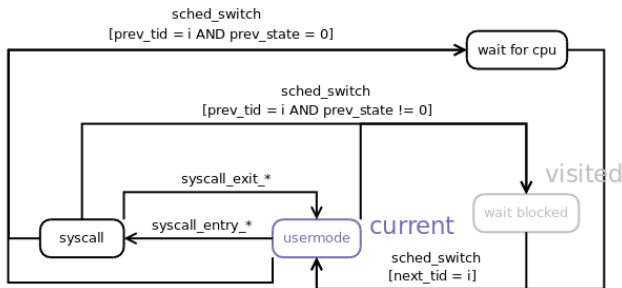 sched_switch
[prev_tid = i AND prev_state = 0]
wait for cpu
sched_switch
[prev_tid = i AND prev_state != 0]
visited
syscall_exit_*
wait blocked
syscall_entry_*
current
syscall
usermode
sched_switch
[next_tid = i]